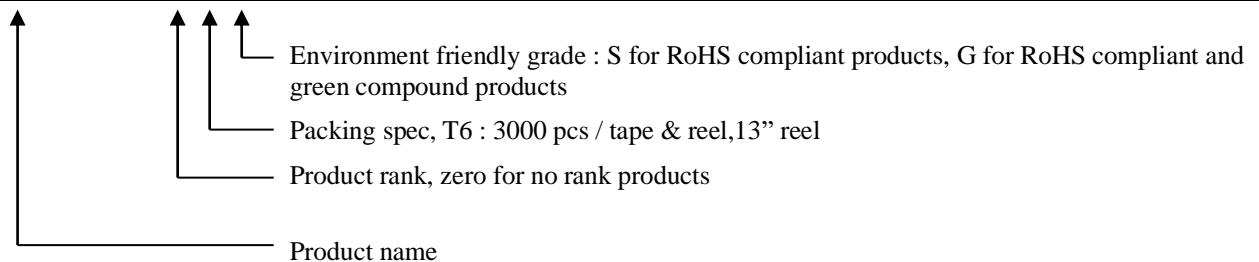 Environment friendly grade : S for RoHS compliant products, G for RoHS compliant and
green compound products
Packing spec, T6 : 3000 pcs / tape & reel,13” reel
Product rank, zero for no rank products
Product name